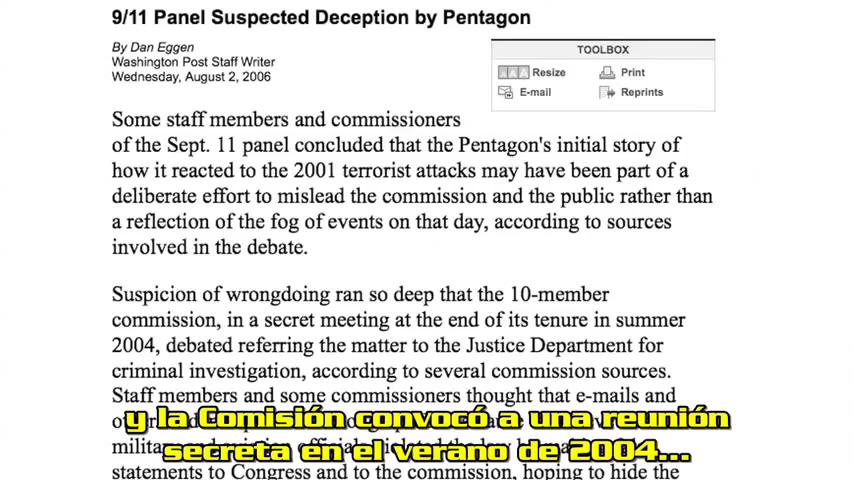 9/11 Panel Suspected Deception by Pentagon
By Dan Eggen
Washington Post Staff Writer
Wednesday, August 2, 2006
TOOLBOX
AAA Resize
Print
E-mail
Reprints
Some staff members and commissioners
of the Sept. 11 panel concluded that the Pentagon's initial story of
how it reacted to the 2001 terrorist attacks may have been part of a
deliberate effort to mislead the commission and the public rather than
a reflection of the fog of events on that day, according to sources
involved in the debate.
Suspicion of wrongdoing ran so deep that the 10-member
commission, in a secret meeting at the end of its tenure in summer
2004, debated referring the matter to the Justice Department for
criminal investigation, according to several commission sources.
Staff members and some commissioners thought that e-mails and
y la Comisión convocó a una reunión
secreta en el verano de 2004...
statements to Congress and to the commission, hoping to hide the